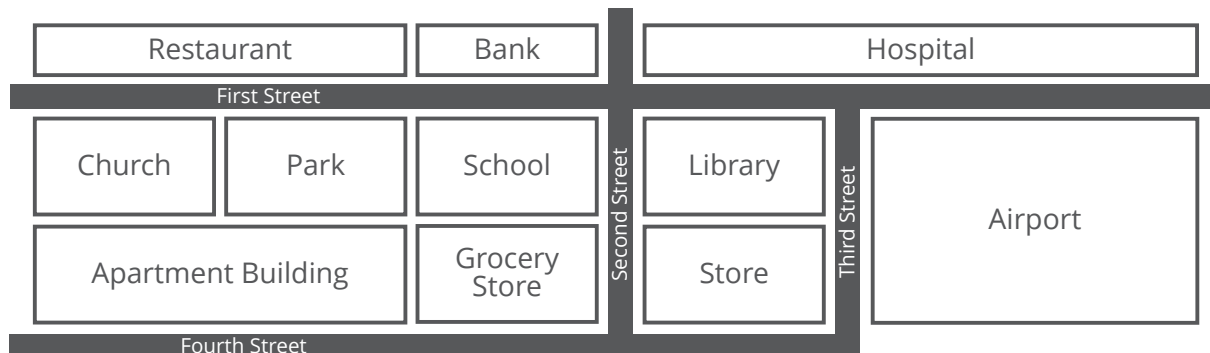 Restaurant
Bank
Hospital
First Street
Church
Park
School
Second Street
Library
Third Street
Airport
Apartment Building
Grocery
Store
Store
Fourth Street